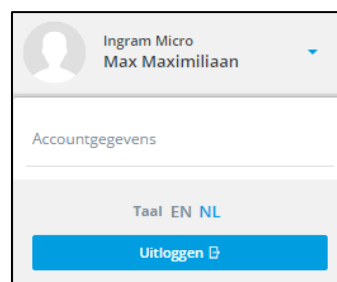 Ingram Micro
Max Maximiliaan
Accountgegevens
Taal EN NL
Uitloggen